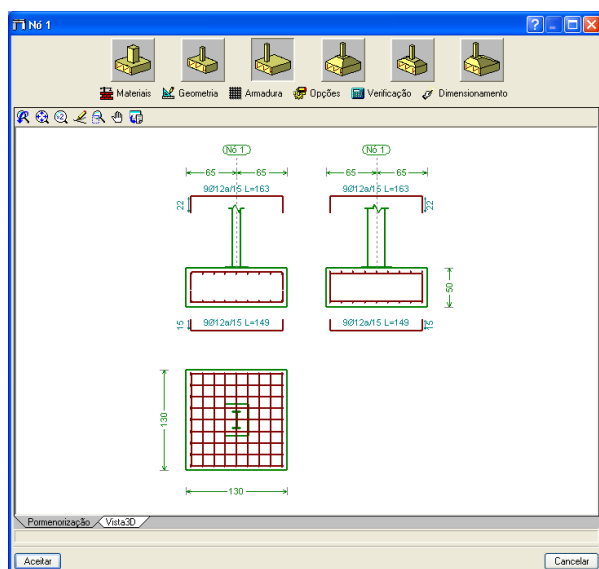 Nó 1
Materiais Geometria Armadura Opções Verificação Dimensionamento
Nó 1 Nó 1
65 65 65 65
9Ø12a/15 L=163 9Ø12a/15 L=163
22 22
50
9Ø12a/15 L=149 9Ø12a/15 L=149
15 15
130
130
Pormenorização Vista3D
Aceitar Cancelar